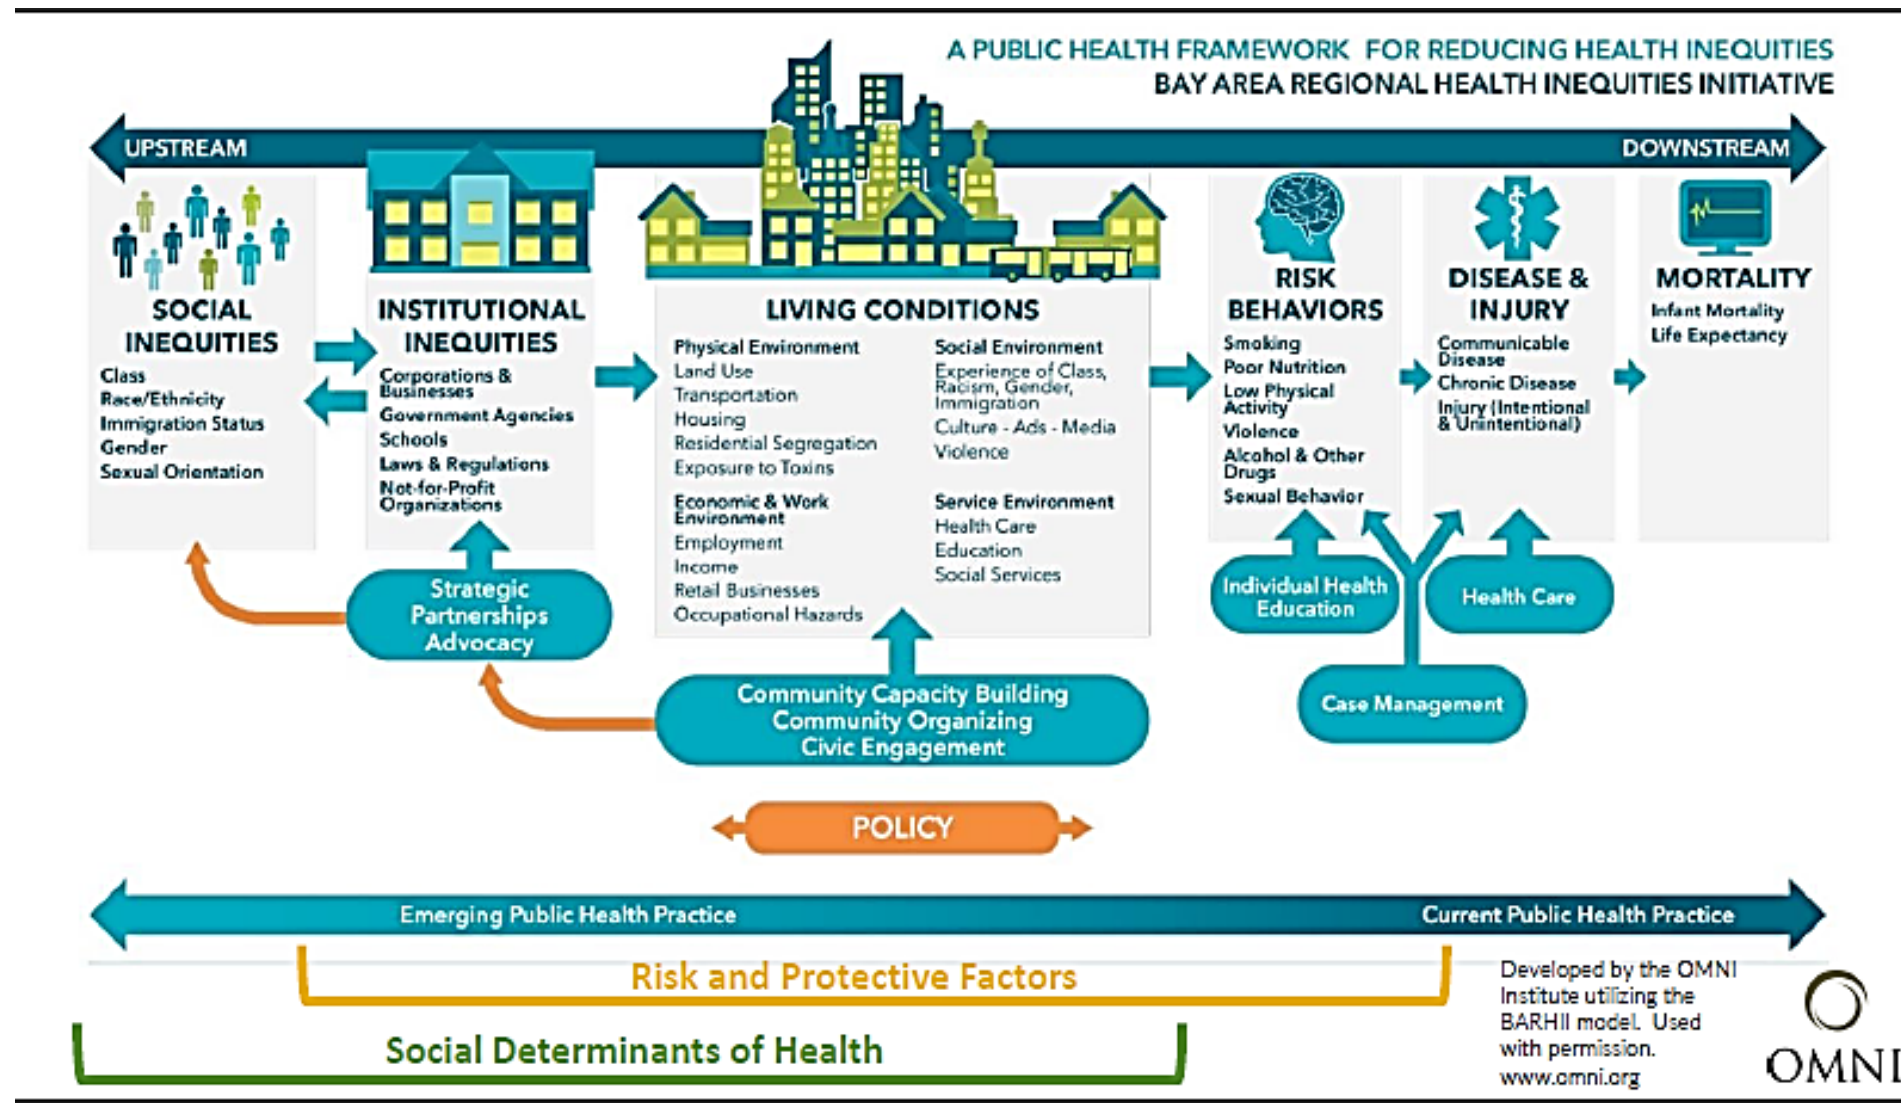 A PUBLIC HEALTH FRAMEWORK FOR REDUCING HEALTH INEQUITIES
BAY AREA REGIONAL HEALTH INEQUITIES INITIATIVE
UPSTREAM
DOWNSTREAM
SOCIAL
INEQUITIES
Class
Race/Ethnicity
Immigration Status
Gender
Sexual Orientation
INSTITUTIONAL
INEQUITIES
Corporations &
Businesses
Government Agencies
Schools
Laws & Regulations
Not-for-Profit
Organizations
LIVING CONDITIONS
Physical Environment
Land Use
Transportation
Housing
Residential Segregation
Exposure to Toxins
Economic & Work
Environment
Employment
Income
Retail Businesses
Occupational Hazards
Social Environment
Experience of Class,
Racism, Gender,
Immigration
Culture - Ads - Media
Violence
Service Environment
Health Care
Education
Social Services
RISK
BEHAVIORS
Smoking
Poor Nutrition
Low Physical
Activity
Violence
Alcohol & Other
Drugs
Sexual Behavior
DISEASE &
INJURY
Communicable
Disease
Chronic Disease
Injury (Intentional
& Unintentional)
MORTALITY
Infant Mortality
Life Expectancy
Strategic
Partnerships
Advocacy
Community Capacity Building
Community Organizing
Civic Engagement
Individual Health
Education
Health Care
Case Management
POLICY
Emerging Public Health Practice
Current Public Health Practice
Risk and Protective Factors
Social Determinants of Health
Developed by the OMNI
Institute utilizing the
BARHII model. Used
with permission.
www.omni.org
OMNI